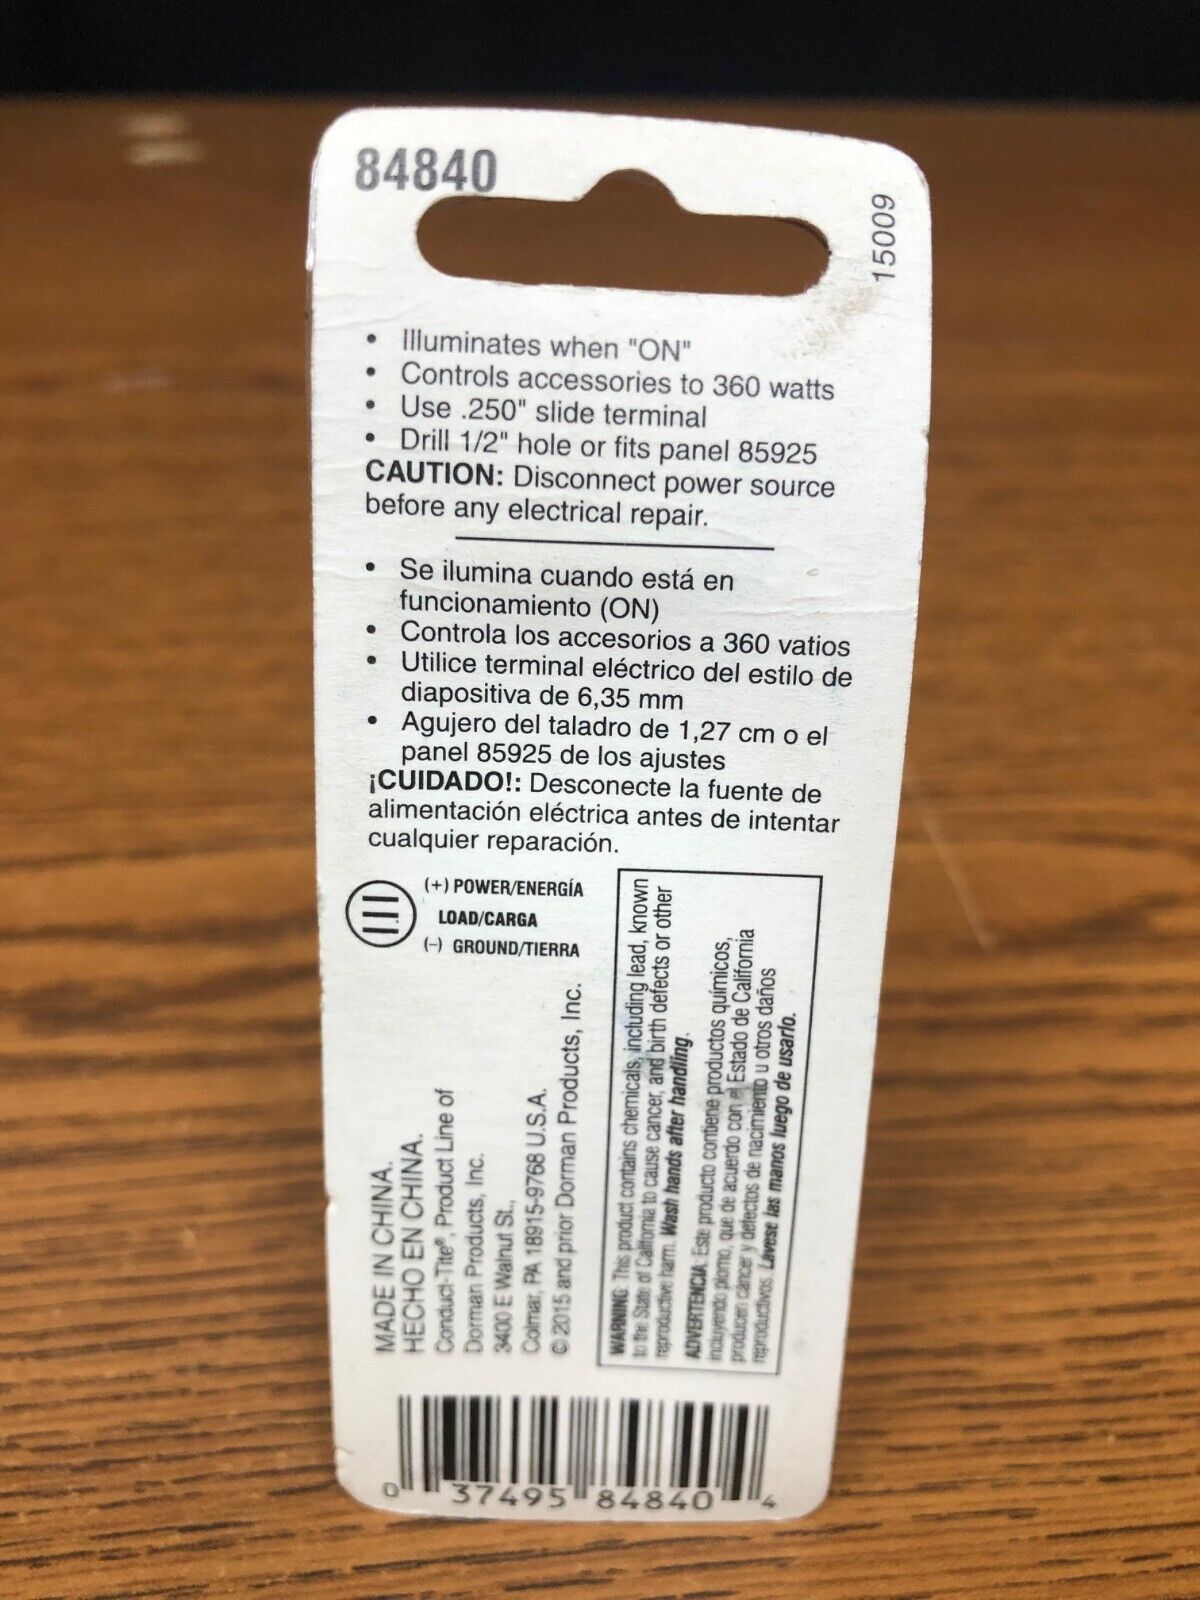 84840
15009
• Illuminates when "ON"
• Controls accessories to 360 watts
• Use .250" slide terminal
• Drill 1/2" hole or fits panel 85925
CAUTION: Disconnect power source
before any electrical repair.
• Se ilumina cuando está en
funcionamiento (ON)
• Controla los accesorios a 360 vatios
• Utilice terminal eléctrico del estilo de
diapositiva de 6,35 mm
• Agujero del taladro de 1,27 cm o el
panel 85925 de los ajustes
¡CUIDADO!: Desconecte la fuente de
alimentación eléctrica antes de intentar
cualquier reparación.
(+) POWER/ENERGÍA
LOAD/CARGA
(–) GROUND/TIERRA
MADE IN CHINA.
HECHO EN CHINA.
Conduct-Tite®, Product Line of
Dorman Products, Inc.
3400 E Walnut St.,
Colmar, PA 18915-9768 U.S.A.
© 2015 and prior Dorman Products, Inc.
WARNING: This product contains chemicals, including lead, known
to the State of California to cause cancer, and birth defects or other
reproductive harm. Wash hands after handling.
ADVERTENCIA: Este producto contiene productos químicos,
incluyendo plomo, que de acuerdo con el Estado de California
producen cáncer y defectos de nacimiento u otros daños
reproductivos. Lávese las manos luego de usarlo.
0 37495 84840 4